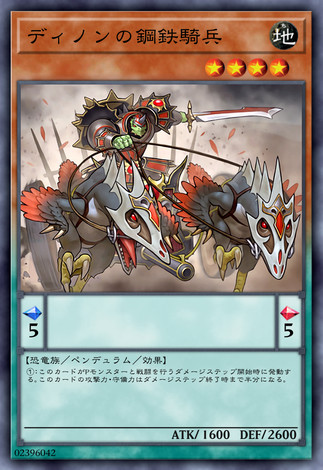 ディノンの鋼鉄騎兵
地
5
5
【恐竜族／ペンデュラム／効果】
①：このカードがPモンスターと戦闘を行うダメージステップ開始時に発動す
る。このカードの攻撃力・守備力はダメージステップ終了時まで半分になる。
ATK/ 1600 DEF/2600
02396042